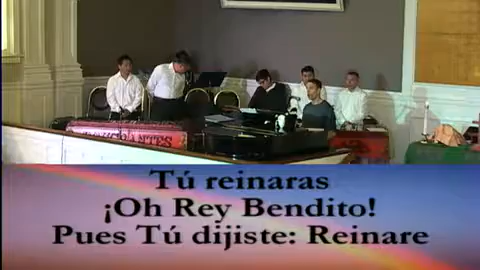 Tú reinaras
¡Oh Rey Bendito!
Pues Tú dijiste: Reinare